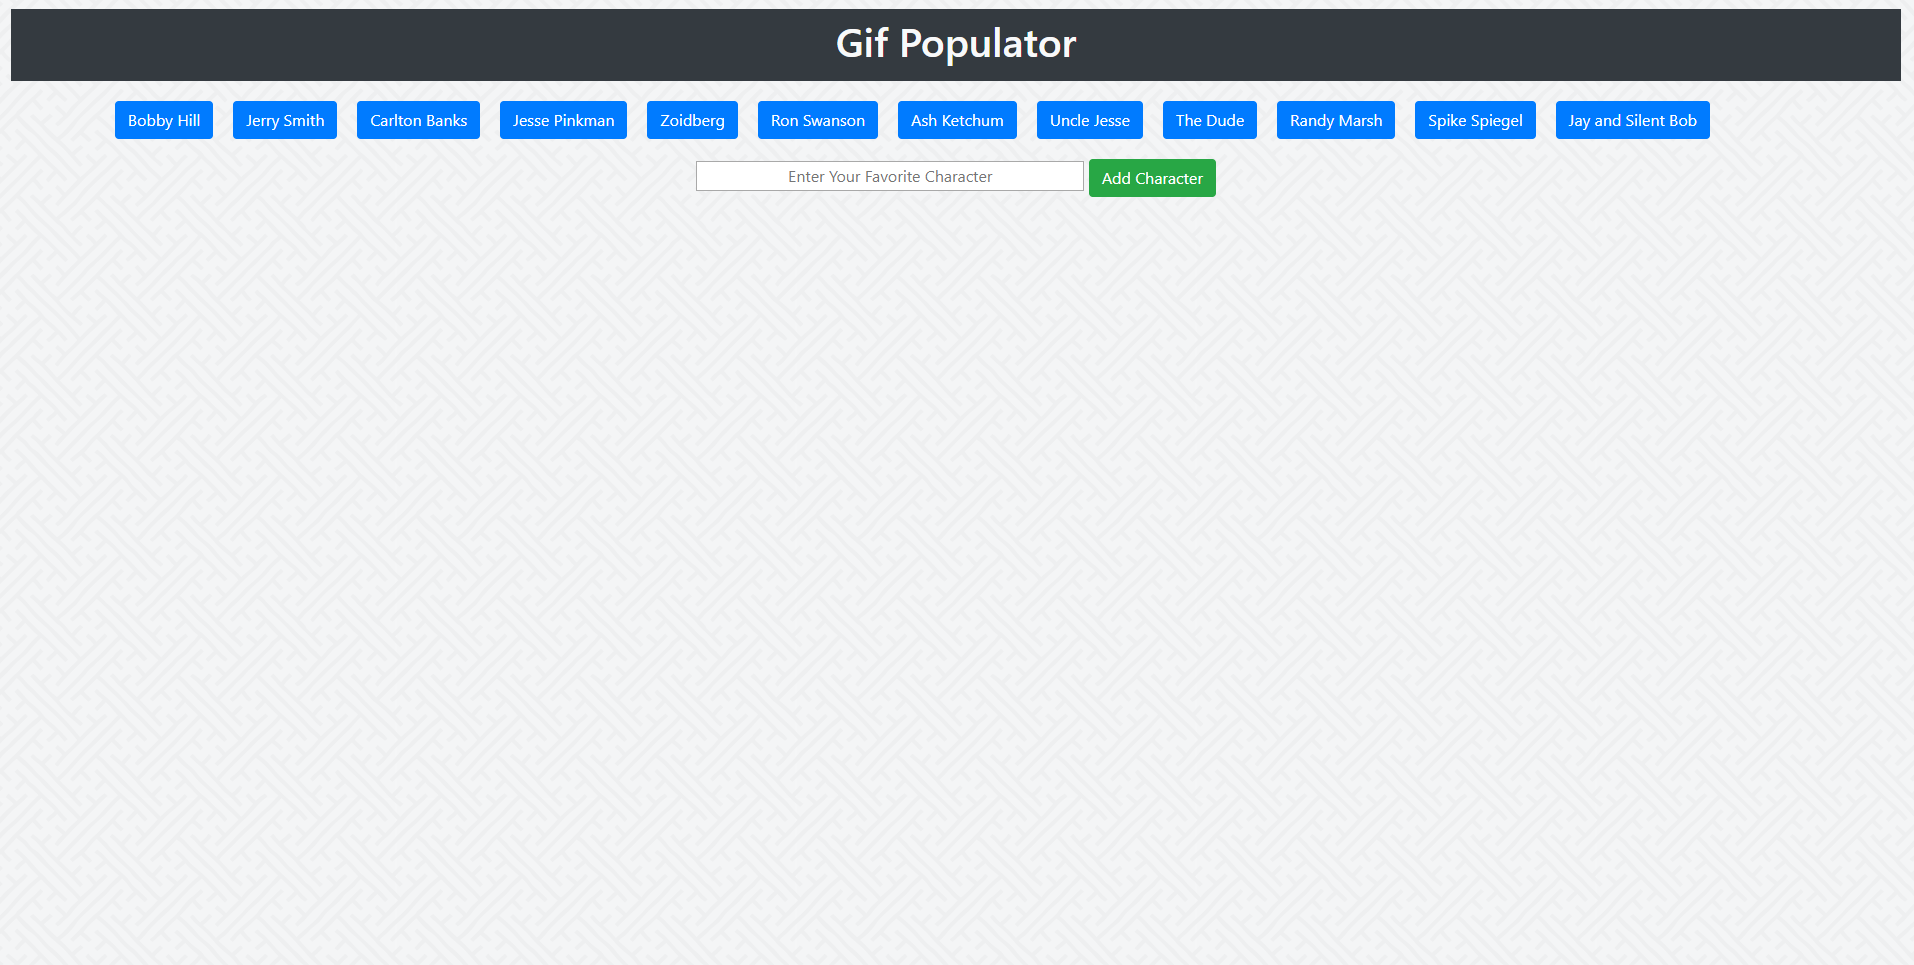 Gif Populator
Bobby Hill Jerry Smith Carlton Banks Jesse Pinkman Zoidberg Ron Swanson Ash Ketchum Uncle Jesse The Dude Randy Marsh Spike Spiegel Jay and Silent Bob
Enter Your Favorite Character Add Character